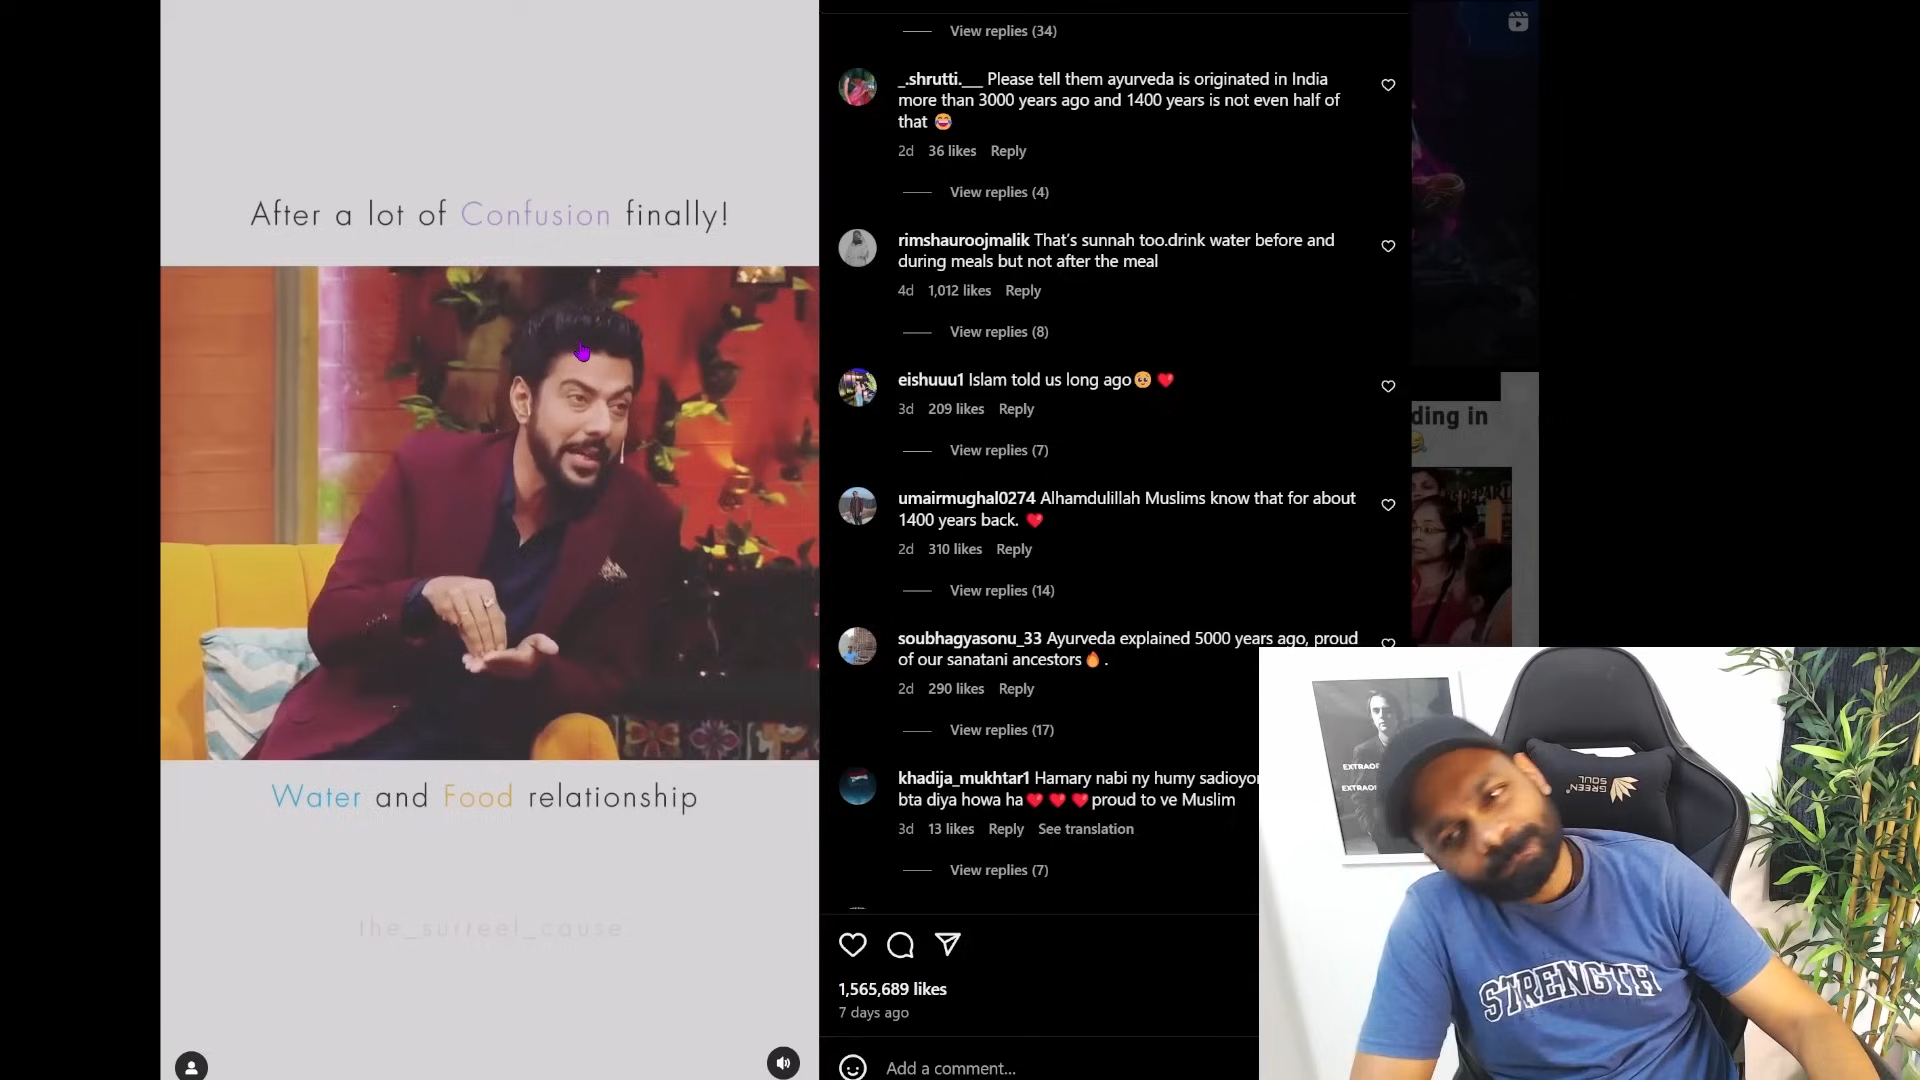 After a lot of Confusion finally!
Water and Food relationship
the_surreel_cause
View replies (34)
_.shrutti.___ Please tell them ayurveda is originated in India
more than 3000 years ago and 1400 years is not even half of
that 😂
2d 36 likes Reply
View replies (4)
rimshauroojmalik That's sunnah too.drink water before and
during meals but not after the meal
4d 1,012 likes Reply
View replies (8)
eishuuu1 Islam told us long ago🥺❤️
3d 209 likes Reply
View replies (7)
umairmughal0274 Alhamdulillah Muslims know that for about
1400 years back. ❤️
2d 310 likes Reply
View replies (14)
soubhagyasonu_33 Ayurveda explained 5000 years ago, proud
of our sanatani ancestors🔥.
2d 290 likes Reply
View replies (17)
khadija_mukhtar1 Hamary nabi ny humy sadioyo
bta diya howa ha❤️❤️❤️proud to ve Muslim
3d 13 likes Reply See translation
View replies (7)
1,565,689 likes
7 days ago
Add a comment...
ding in
EXTRAO
EXTRAO
GREEN
SOUL
STRENGTH